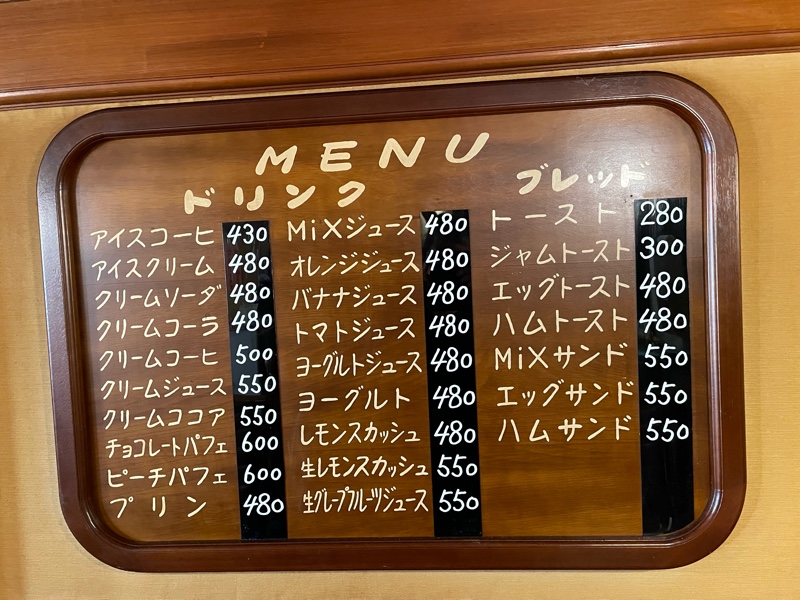 MENU
ドリンク
アイスコーヒ 430
アイスクリーム 480
クリームソーダ 480
クリームコーラ 480
クリームコーヒ 500
クリームジュース 550
クリームココア 550
チョコレートパフェ 600
ピーチパフェ 600
プリン 480
MiXジュース 480
オレンジジュース 480
バナナジュース 480
トマトジュース 480
ヨーグルトジュース 480
ヨーグルト 480
レモンスカッシュ 480
生レモンスカッシュ 550
生グレープフルーツジュース 550
ブレッド
トースト 280
ジャムトースト 300
エッグトースト 480
ハムトースト 480
MiXサンド 550
エッグサンド 550
ハムサンド 550